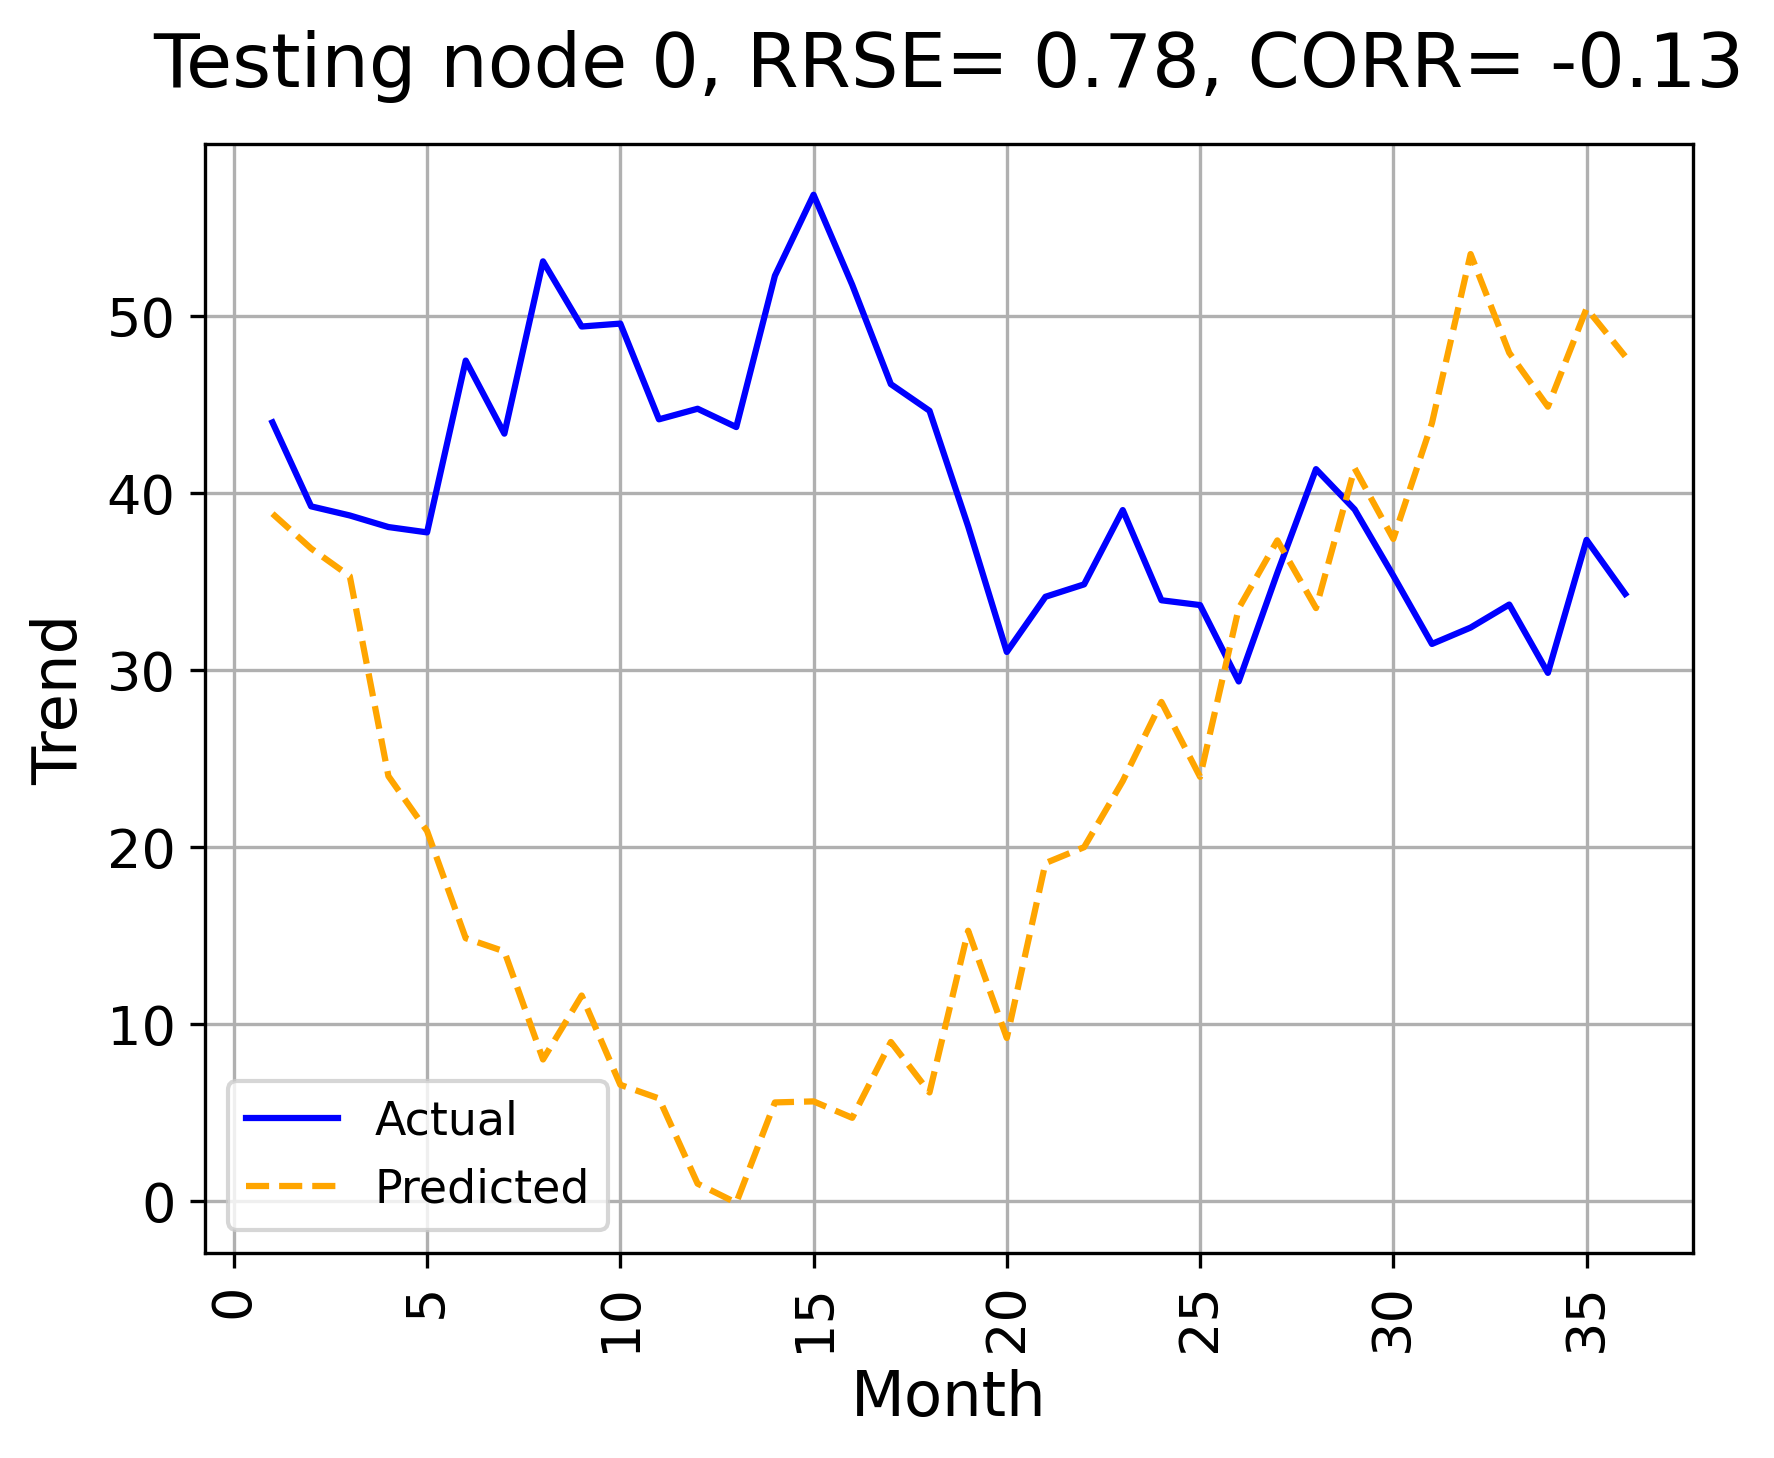 Testing node 0, RRSE= 0.78, CORR= -0.13
Trend
50
40
30
20
10
0
Actual
Predicted
0 5 10 15 20 25 30 35
Month